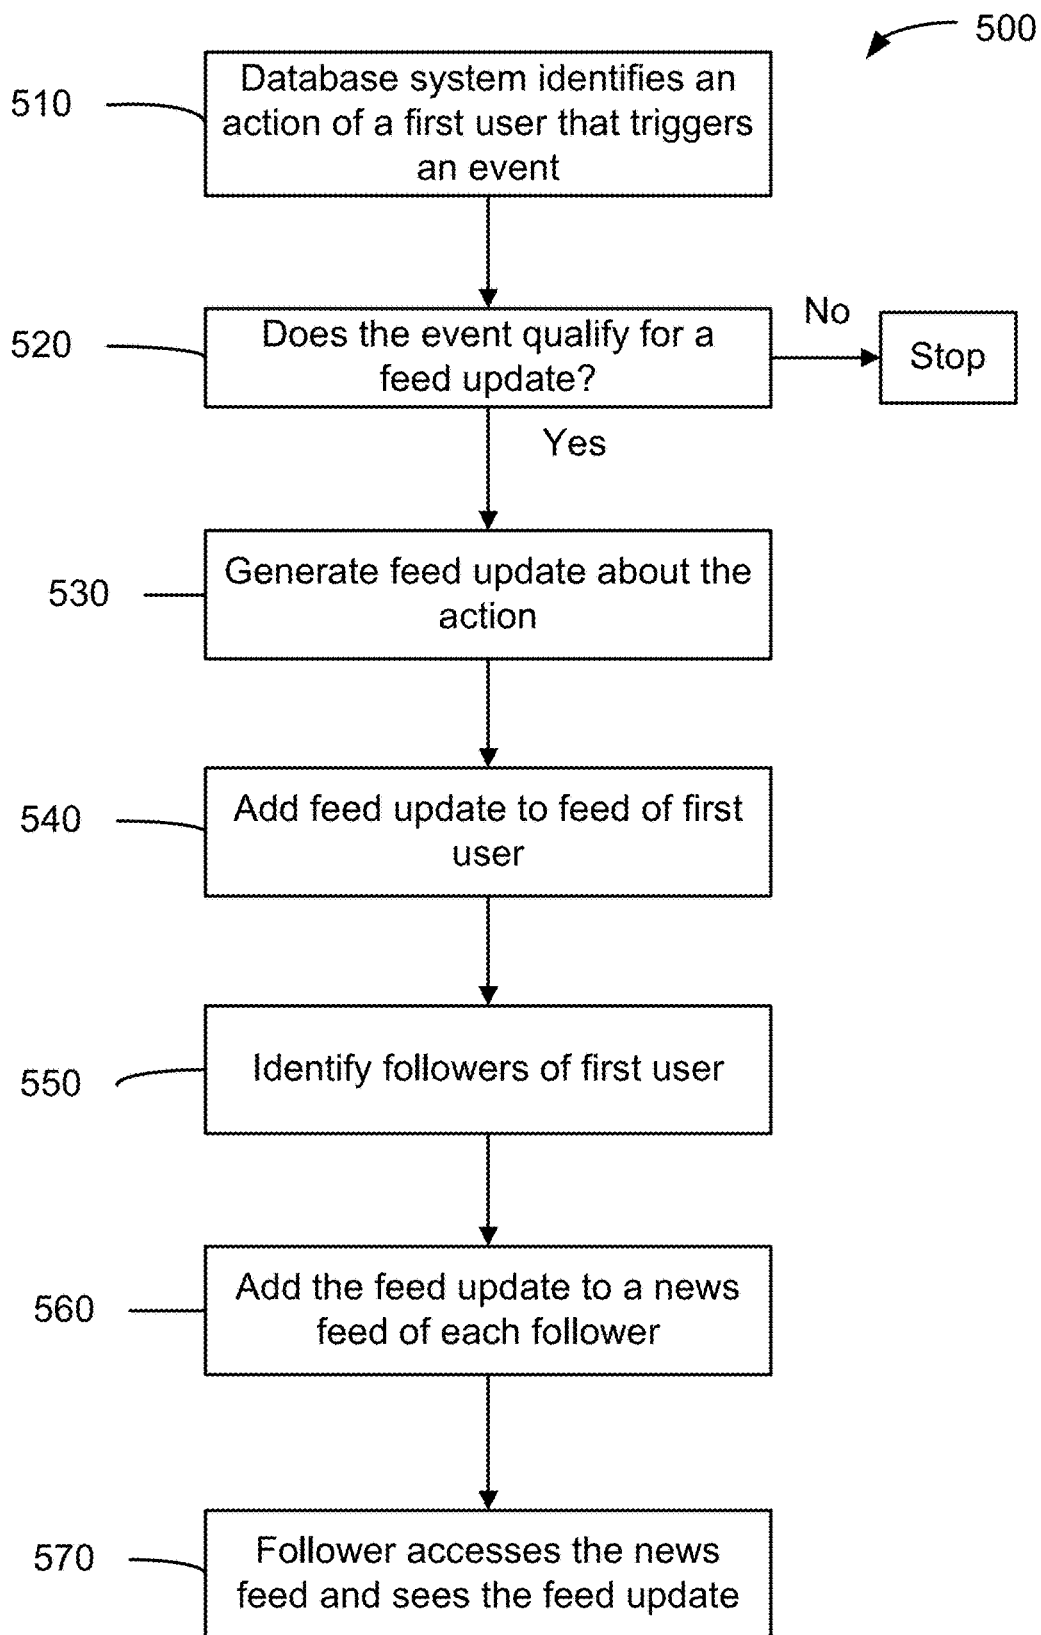 500
510
Database system identifies an
action of a first user that triggers
an event
520
Does the event qualify for a
feed update?
No
Stop
Yes
530
Generate feed update about the
action
540
Add feed update to feed of first
user
550
Identify followers of first user
560
Add the feed update to a news
feed of each follower
570
Follower accesses the news
feed and sees the feed update